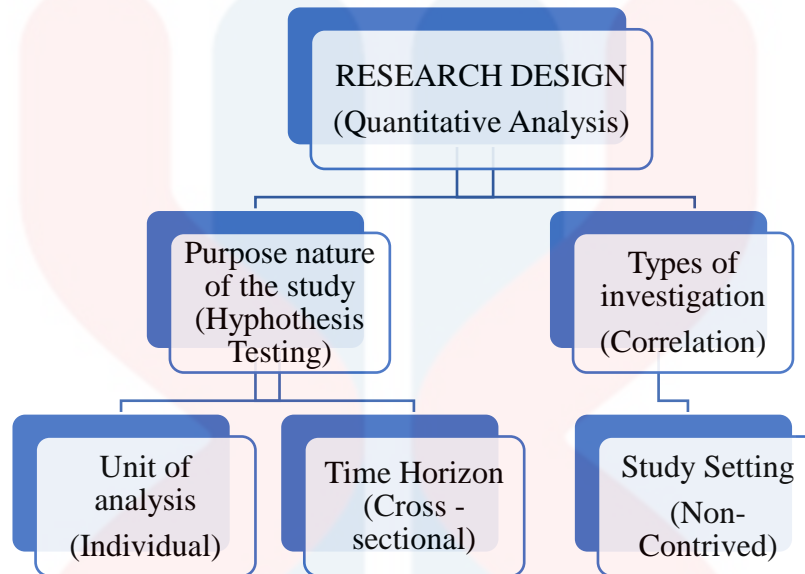 RESEARCH DESIGN
(Quantitative Analysis)
Purpose nature
of the study
(Hyphothesis
Testing)
Types of
investigation
(Correlation)
Unit of
analysis
(Individual)
Time Horizon
(Cross -
sectional)
Study Setting
(Non-
Contrived)